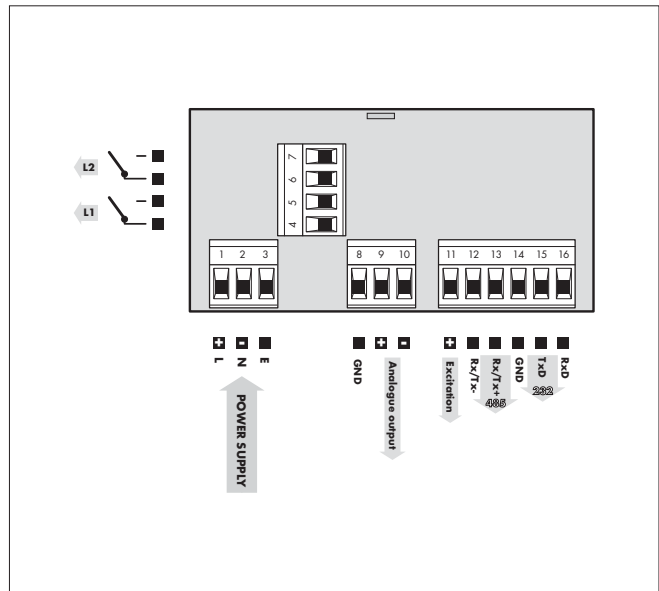 L2
L1
7
6
5
4
1 2 3
8 9 10
11 12 13 14 15 16
+ L
- N
E
POWER SUPPLY
GND
+
-
Analogue output
+
Excitation
Rx/Tx-
Rx/Tx+
485
GND
TxD
232
RxD